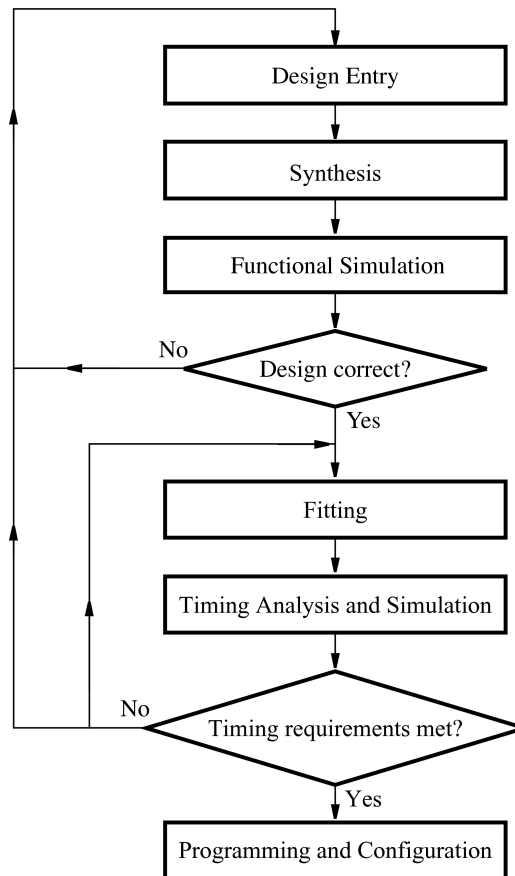 Design Entry
Synthesis
Functional Simulation
No
Design correct?
Yes
Fitting
Timing Analysis and Simulation
No
Timing requirements met?
Yes
Programming and Configuration